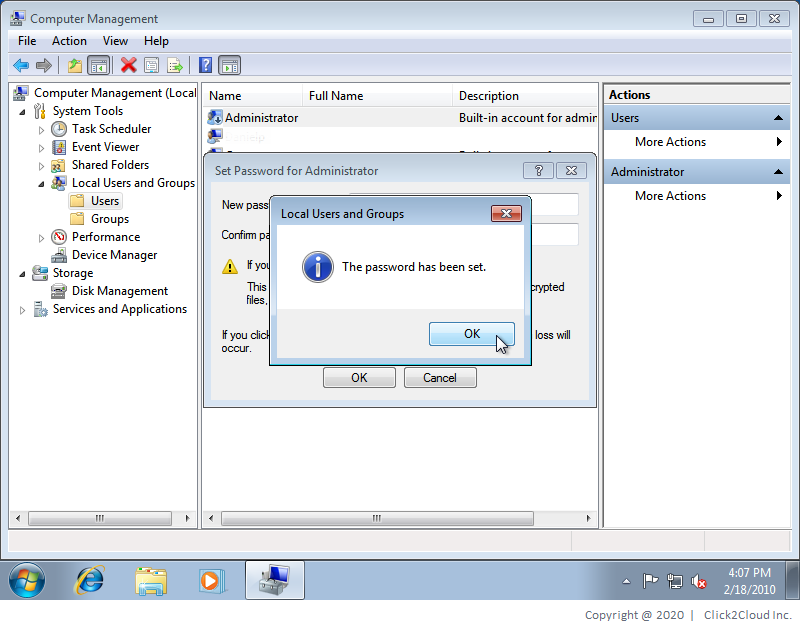 Computer Management
File Action View Help
Computer Management (Local
System Tools
Task Scheduler
Event Viewer
Shared Folders
Local Users and Groups
Users
Groups
Performance
Device Manager
Storage
Disk Management
Services and Applications
Name Full Name Description
Administrator Built-in account for admin
Set Password for Administrator
New pass
Confirm pa
If you
This crypted
files,
If you click loss will
occur.
OK Cancel
Local Users and Groups
The password has been set.
OK
Actions
Users
More Actions
Administrator
More Actions
4:07 PM
2/18/2010
Copyright @ 2020 | Click2Cloud Inc.